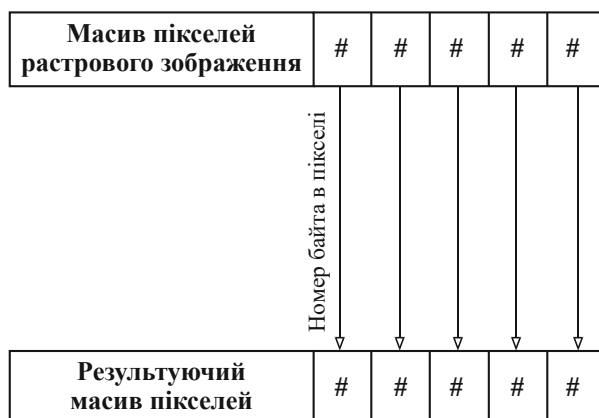 Масив пікселей
растрового зображення
# # # # #
Номер байта в пікселі
Результуючий
масив пікселей
# # # # #